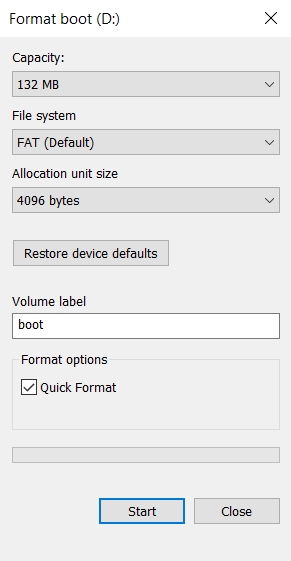 Format boot (D:)
Capacity:
132 MB
File system
FAT (Default)
Allocation unit size
4096 bytes
Restore device defaults
Volume label
boot
Format options
Quick Format
Start Close